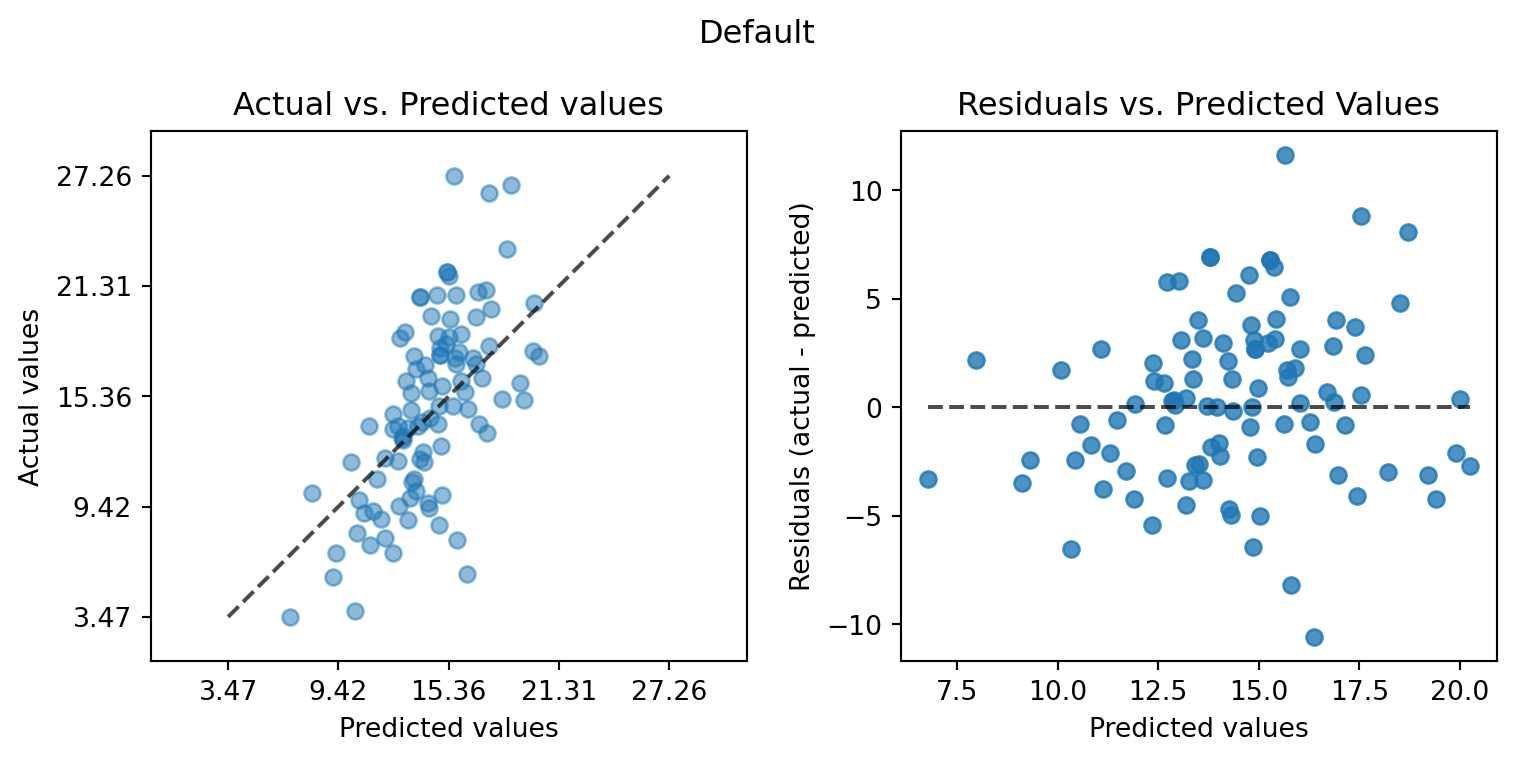 Default
Actual vs. Predicted values
27.26
21.31
15.36
9.42
3.47
Actual values
3.47 9.42 15.36 21.31 27.26
Predicted values
Residuals vs. Predicted Values
10
5
0
−5
−10
Residuals (actual - predicted)
7.5 10.0 12.5 15.0 17.5 20.0
Predicted values